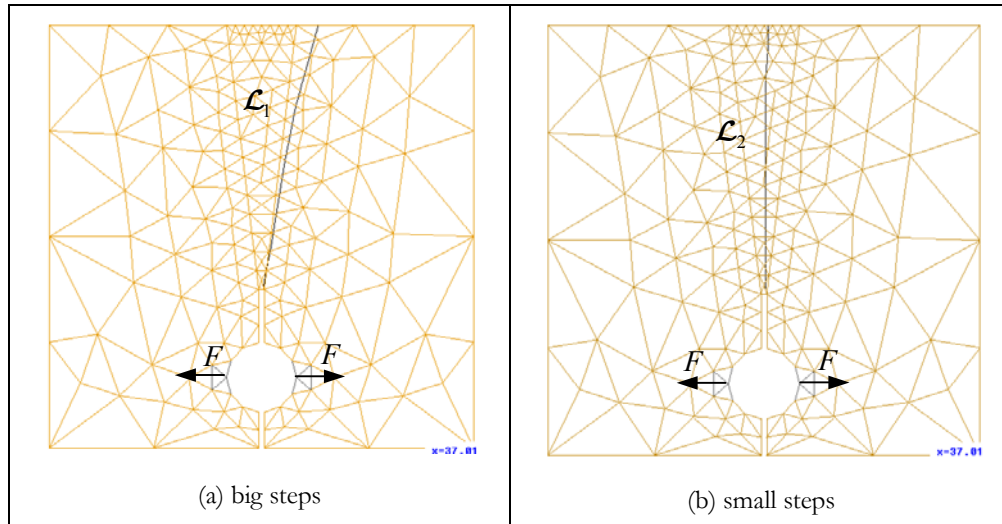 ℒ₁
F F
x=37.01
(a) big steps
ℒ₂
F F
x=37.01
(b) small steps